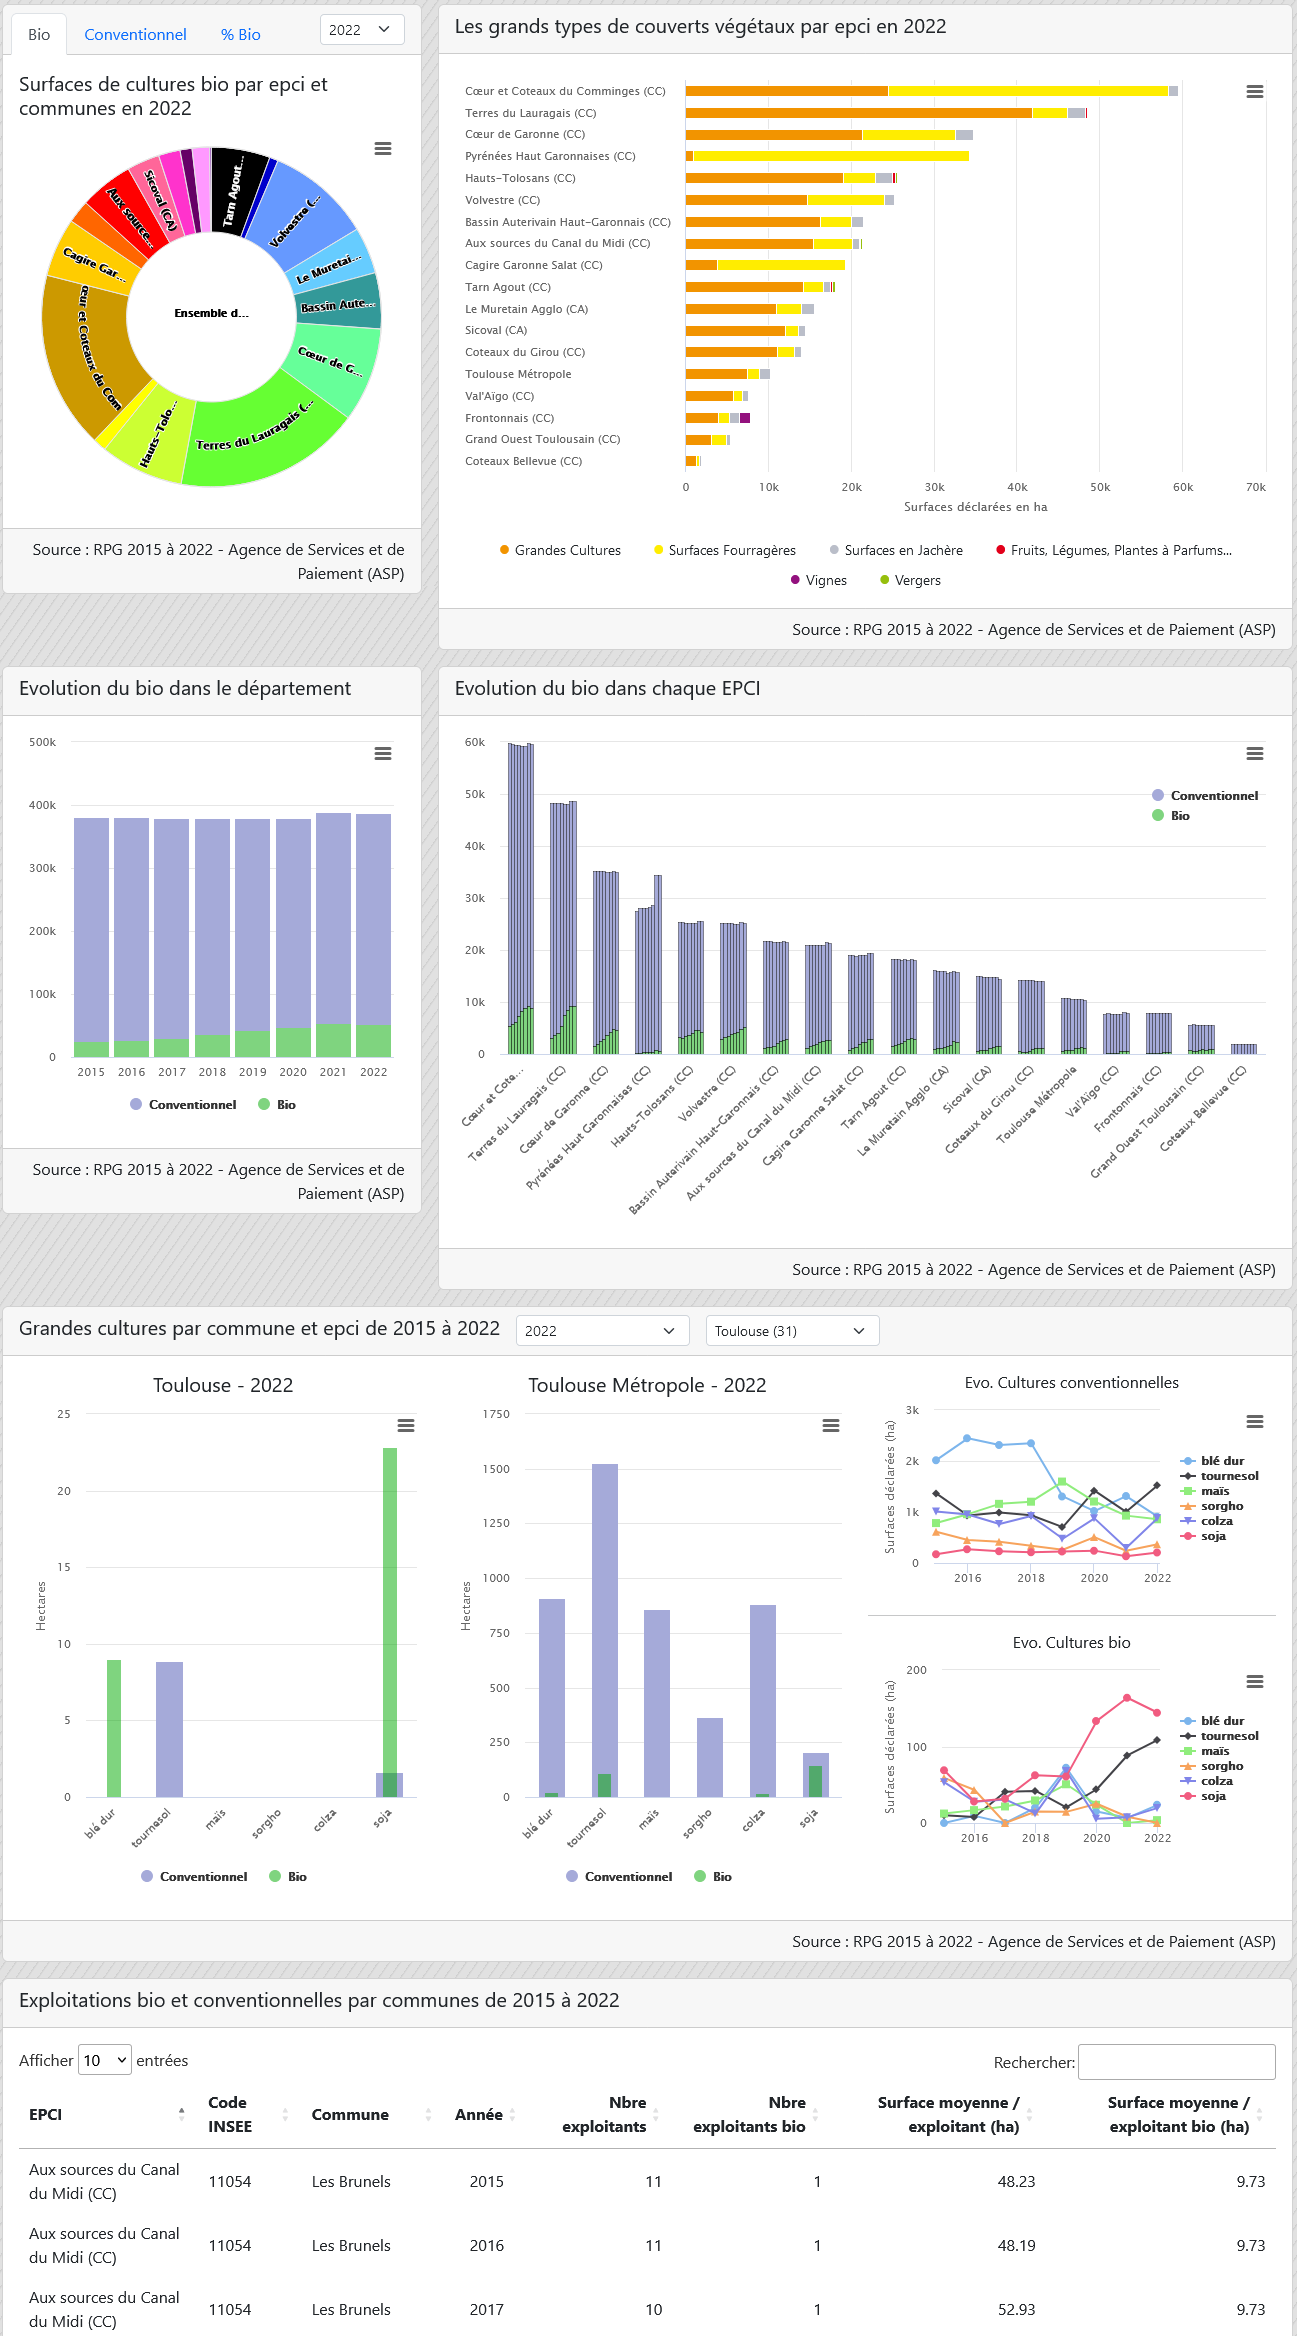 Bio
Conventionnel
% Bio
2022
Surfaces de cultures bio par epci et
communes en 2022
Tarn Agout...
Volvestre (...
Le Muretai...
Bassin Aute...
Cœur de G...
Terres du Lauragais (...
Hauts-Tolo...
œur et Coteaux du Com
Cagire Gar...
Aux source...
Sicoval (CA)
Ensemble d...
Source : RPG 2015 à 2022 - Agence de Services et de
Paiement (ASP)
Les grands types de couverts végétaux par epci en 2022
Cœur et Coteaux du Comminges (CC)
Terres du Lauragais (CC)
Cœur de Garonne (CC)
Pyrénées Haut Garonnaises (CC)
Hauts-Tolosans (CC)
Volvestre (CC)
Bassin Auterivain Haut-Garonnais (CC)
Aux sources du Canal du Midi (CC)
Cagire Garonne Salat (CC)
Tarn Agout (CC)
Le Muretain Agglo (CA)
Sicoval (CA)
Coteaux du Girou (CC)
Toulouse Métropole
Val'Aïgo (CC)
Frontonnais (CC)
Grand Ouest Toulousain (CC)
Coteaux Bellevue (CC)
0 10k 20k 30k 40k 50k 60k 70k
Surfaces déclarées en ha
Grandes Cultures Surfaces Fourragères Surfaces en Jachère Fruits, Légumes, Plantes à Parfums...
Vignes Vergers
Source : RPG 2015 à 2022 - Agence de Services et de Paiement (ASP)
Evolution du bio dans le département
500k
400k
300k
200k
100k
0
2015 2016 2017 2018 2019 2020 2021 2022
Conventionnel Bio
Source : RPG 2015 à 2022 - Agence de Services et de
Paiement (ASP)
Evolution du bio dans chaque EPCI
60k
50k
40k
30k
20k
10k
0
Conventionnel
Bio
Cœur et Cote...
Terres du Lauragais (CC)
Cœur de Garonne (CC)
Pyrénées Haut Garonnaises (CC)
Hauts-Tolosans (CC)
Volvestre (CC)
Bassin Auterivain Haut-Garonnais (CC)
Aux sources du Canal du Midi (CC)
Cagire Garonne Salat (CC)
Tarn Agout (CC)
Le Muretain Agglo (CA)
Sicoval (CA)
Coteaux du Girou (CC)
Toulouse Métropole
Val'Aïgo (CC)
Frontonnais (CC)
Grand Ouest Toulousain (CC)
Coteaux Bellevue (CC)
Source : RPG 2015 à 2022 - Agence de Services et de Paiement (ASP)
Grandes cultures par commune et epci de 2015 à 2022
2022
Toulouse (31)
Toulouse - 2022
Hectares
25
20
15
10
5
0
blé dur
tournesol
maïs
sorgho
colza
soja
Conventionnel Bio
Toulouse Métropole - 2022
Hectares
1750
1500
1250
1000
750
500
250
0
blé dur
tournesol
maïs
sorgho
colza
soja
Conventionnel Bio
Evo. Cultures conventionnelles
Surfaces déclarées (ha)
3k
2k
1k
0
2016 2018 2020 2022
blé dur
tournesol
maïs
sorgho
colza
soja
Evo. Cultures bio
Surfaces déclarées (ha)
200
100
0
2016 2018 2020 2022
blé dur
tournesol
maïs
sorgho
colza
soja
Source : RPG 2015 à 2022 - Agence de Services et de Paiement (ASP)
Exploitations bio et conventionnelles par communes de 2015 à 2022
Afficher 10 entrées
Rechercher:
EPCI
Code
INSEE
Commune
Année
Nbre
exploitants
Nbre
exploitants bio
Surface moyenne /
exploitant (ha)
Surface moyenne /
exploitant bio (ha)
Aux sources du Canal
du Midi (CC)
11054 Les Brunels 2015 11 1 48.23 9.73
Aux sources du Canal
du Midi (CC)
11054 Les Brunels 2016 11 1 48.19 9.73
Aux sources du Canal
du Midi (CC)
11054 Les Brunels 2017 10 1 52.93 9.73